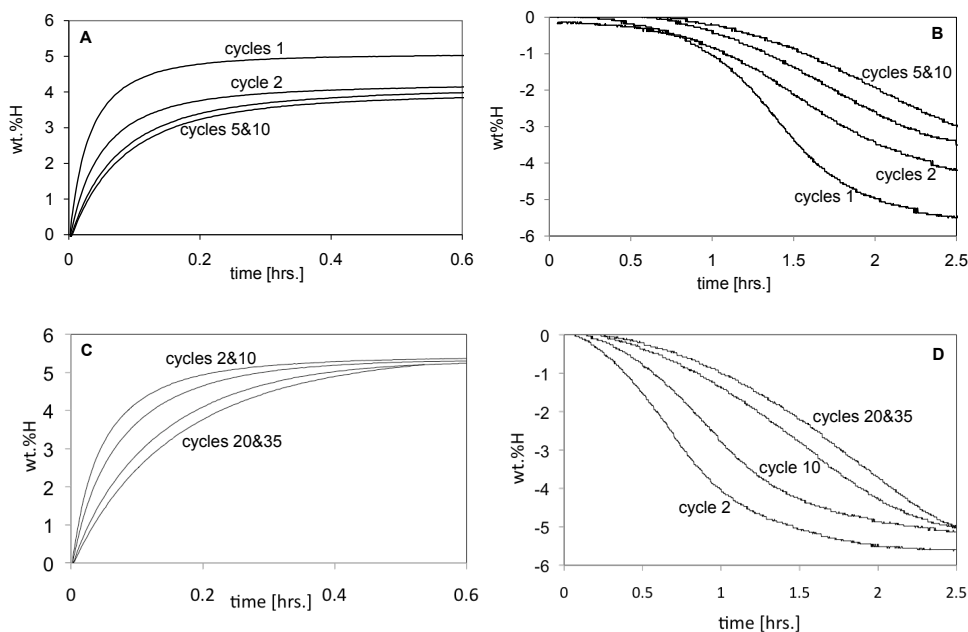 A
6
5
4
3
2
1
0
wt.%H
cycles 1
cycle 2
cycles 5&10
0 0.2 0.4 0.6
time [hrs.]
B
0
-1
-2
-3
-4
-5
-6
wt%H
cycles 5&10
cycles 2
cycles 1
0 0.5 1 1.5 2 2.5
time [hrs.]
C
6
5
4
3
2
1
0
wt.%H
cycles 2&10
cycles 20&35
0 0.2 0.4 0.6
time [hrs.]
D
0
-1
-2
-3
-4
-5
-6
wt.%H
cycles 20&35
cycle 10
cycle 2
0 0.5 1 1.5 2 2.5
time [hrs.]